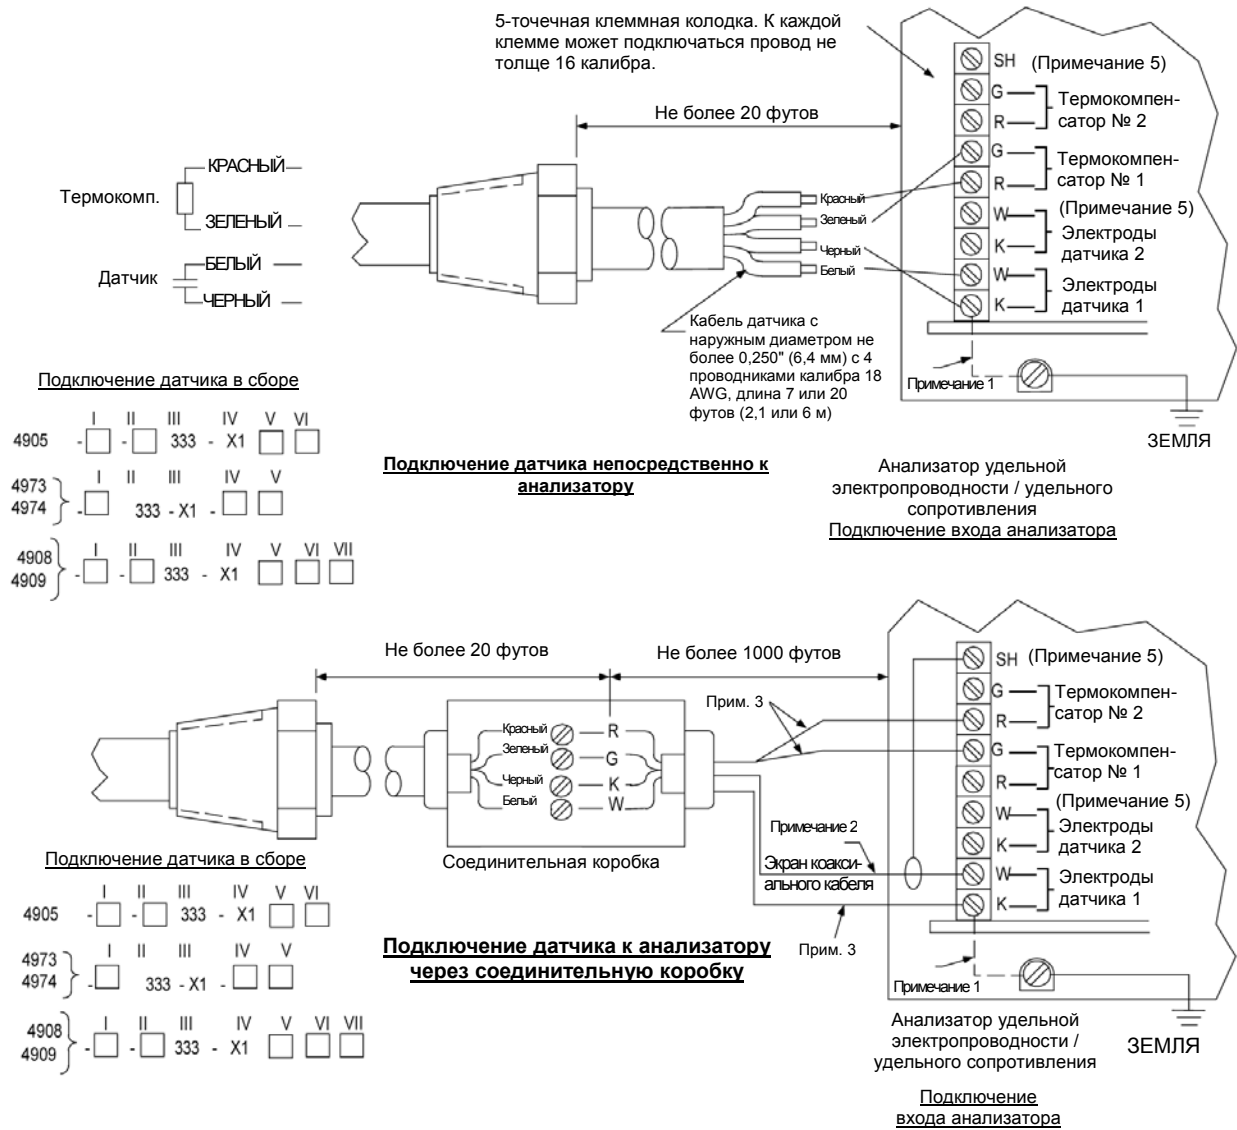 5-точечная клеммная колодка. К каждой
клемме может подключаться провод не
толще 16 калибра.
SH (Примечание 5)
G
Термокомпен-
сатор № 2
R
G
Термокомпен-
сатор № 1
R
(Примечание 5)
W
Электроды
датчика 2
K
W
Электроды
датчика 1
K
Не более 20 футов
КРАСНЫЙ
Термокомп.
ЗЕЛЕНЫЙ
БЕЛЫЙ
Датчик
ЧЕРНЫЙ
Красный
Зеленый
Черный
Белый
Кабель датчика с
наружным диаметром не
более 0,250" (6,4 мм) с 4
проводниками калибра 18
AWG, длина 7 или 20
футов (2,1 или 6 м)
Примечание 1
ЗЕМЛЯ
Подключение датчика в сборе
I II III IV V VI
4905 - - 333 - X1
I II III IV V
4973
4974
- 333 - X1 -
I II III IV V VI VII
4908
4909
- - 333 - X1
Подключение датчика непосредственно к
анализатору
Анализатор удельной
электропроводности / удельного
сопротивления
Подключение входа анализатора
Не более 20 футов
Не более 1000 футов
SH (Примечание 5)
G
Термокомпен-
сатор № 2
R
G
Термокомпен-
сатор № 1
R
(Примечание 5)
W
Электроды
датчика 2
K
W
Электроды
датчика 1
K
Прим. 3
Красный R
Зеленый G
Черный K
Белый W
Соединительная коробка
Примечание 2
Экран коакси-
ального кабеля
Прим. 3
Примечание 1
ЗЕМЛЯ
Подключение датчика в сборе
I II III IV V VI
4905 - - 333 - X1
I II III IV V
4973
4974
- 333 - X1 -
I II III IV V VI VII
4908
4909
- - 333 - X1
Подключение датчика к анализатору
через соединительную коробку
Анализатор удельной
электропроводности /
удельного сопротивления
Подключение
входа анализатора